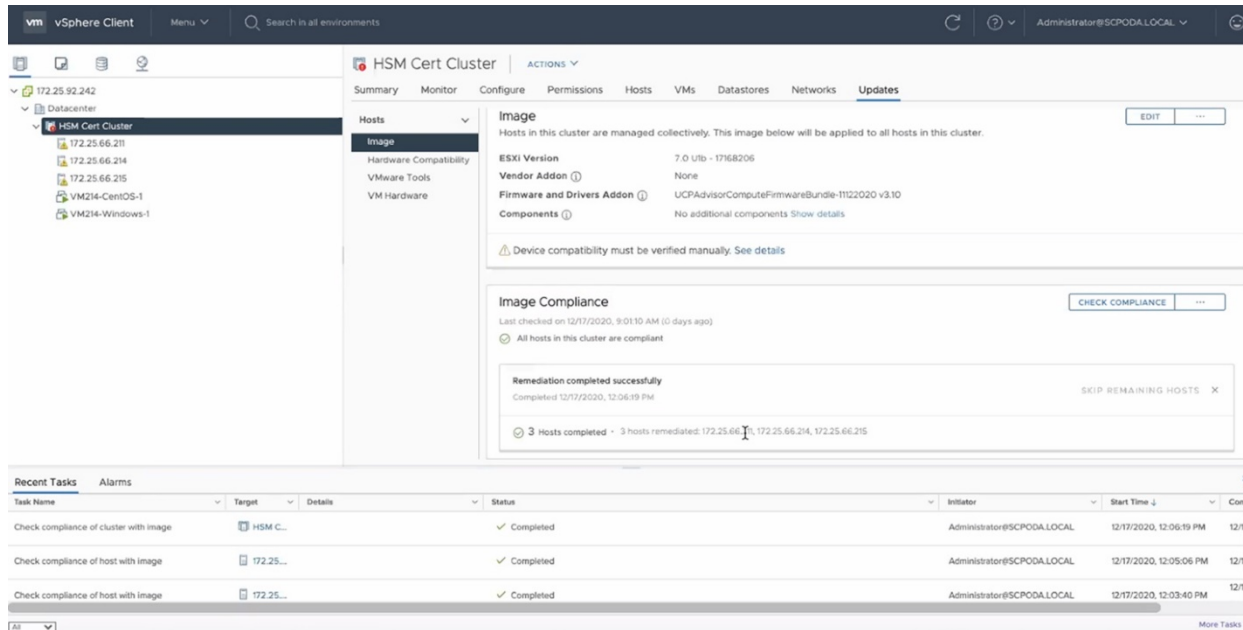 vm vSphere Client Menu Search in all environments Administrator@SCPODA.LOCAL
172.25.92.242
Datacenter
HSM Cert Cluster
172.25.66.211
172.25.66.214
172.25.66.215
VM214-CentOS-1
VM214-Windows-1
HSM Cert Cluster ACTIONS
Summary Monitor Configure Permissions Hosts VMs Datastores Networks Updates
Hosts
Image
Hardware Compatibility
VMware Tools
VM Hardware
Image EDIT ...
Hosts in this cluster are managed collectively. This image below will be applied to all hosts in this cluster.
ESXi Version 7.0 U1b - 17168206
Vendor Addon None
Firmware and Drivers Addon UCPAdvisorComputeFirmwareBundle-11122020 v3.10
Components No additional components Show details
Device compatibility must be verified manually. See details
Image Compliance CHECK COMPLIANCE ...
Last checked on 12/17/2020, 9:01:10 AM (0 days ago)
All hosts in this cluster are compliant
Remediation completed successfully
Completed 12/17/2020, 12:06:19 PM
SKIP REMAINING HOSTS
3 Hosts completed - 3 hosts remediated: 172.25.66. 172.25.66.214, 172.25.66.215
Recent Tasks Alarms
Task Name Target Details Status Initiator Start Time
Check compliance of cluster with image HSM C... Completed Administrator@SCPODA.LOCAL 12/17/2020, 12:06:19 PM
Check compliance of host with image 172.25.... Completed Administrator@SCPODA.LOCAL 12/17/2020, 12:05:06 PM
Check compliance of host with image 172.25.... Completed Administrator@SCPODA.LOCAL 12/17/2020, 12:03:40 PM
All More Tasks